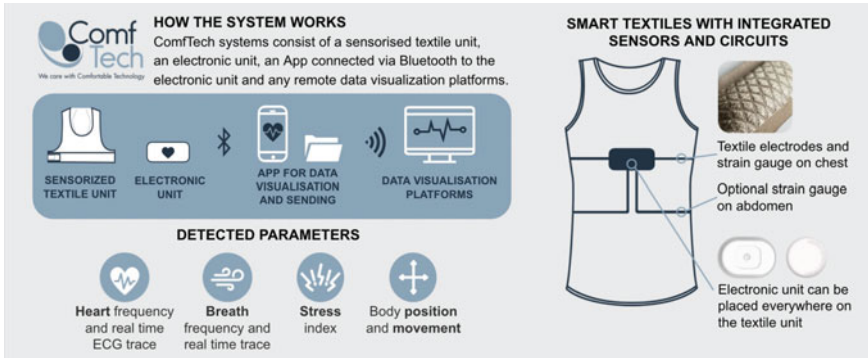 Comf
Tech
We care with Comfortable Technology
HOW THE SYSTEM WORKS
ComfTech systems consist of a sensorised textile unit,
an electronic unit, an App connected via Bluetooth to the
electronic unit and any remote data visualization platforms.
SENSORIZED
TEXTILE UNIT
ELECTRONIC
UNIT
APP FOR DATA
VISUALISATION
AND SENDING
DATA VISUALISATION
PLATFORMS
DETECTED PARAMETERS
Heart frequency
and real time
ECG trace
Breath
frequency and
real time trace
Stress
index
Body position
and movement
SMART TEXTILES WITH INTEGRATED
SENSORS AND CIRCUITS
Textile electrodes and
strain gauge on chest
Optional strain gauge
on abdomen
Electronic unit can be
placed everywhere on
the textile unit